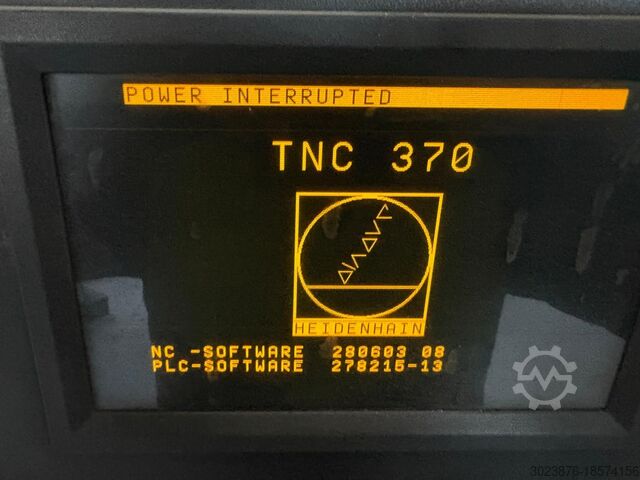 POWER INTERRUPTED
TNC 370
HEIDENHAIN
NC -SOFTWARE 280603 08
PLC-SOFTWARE 278215-13
3023876-18574156